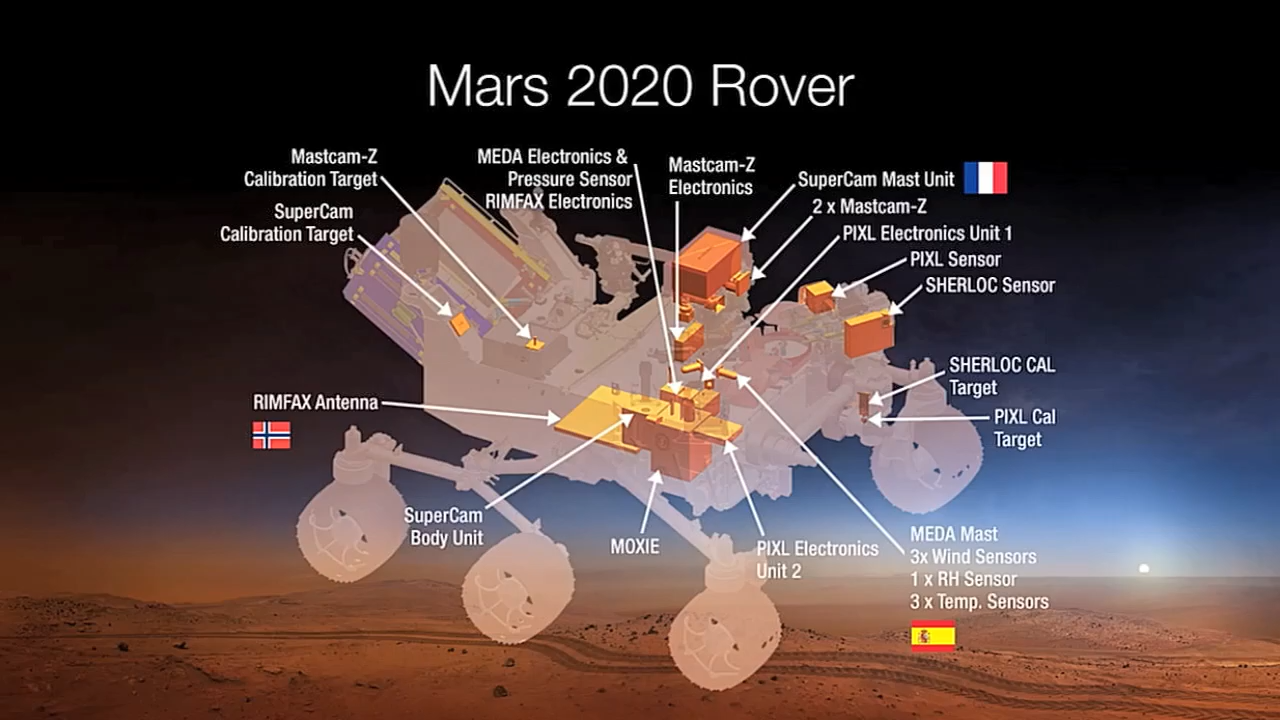 Mars 2020 Rover
Mastcam-Z
Calibration Target
SuperCam
Calibration Target
MEDA Electronics &
Pressure Sensor
RIMFAX Electronics
Mastcam-Z
Electronics
SuperCam Mast Unit
2 x Mastcam-Z
PIXL Electronics Unit 1
PIXL Sensor
SHERLOC Sensor
SHERLOC CAL
Target
PIXL Cal
Target
RIMFAX Antenna
SuperCam
Body Unit
MOXIE
PIXL Electronics
Unit 2
MEDA Mast
3x Wind Sensors
1 x RH Sensor
3 x Temp. Sensors